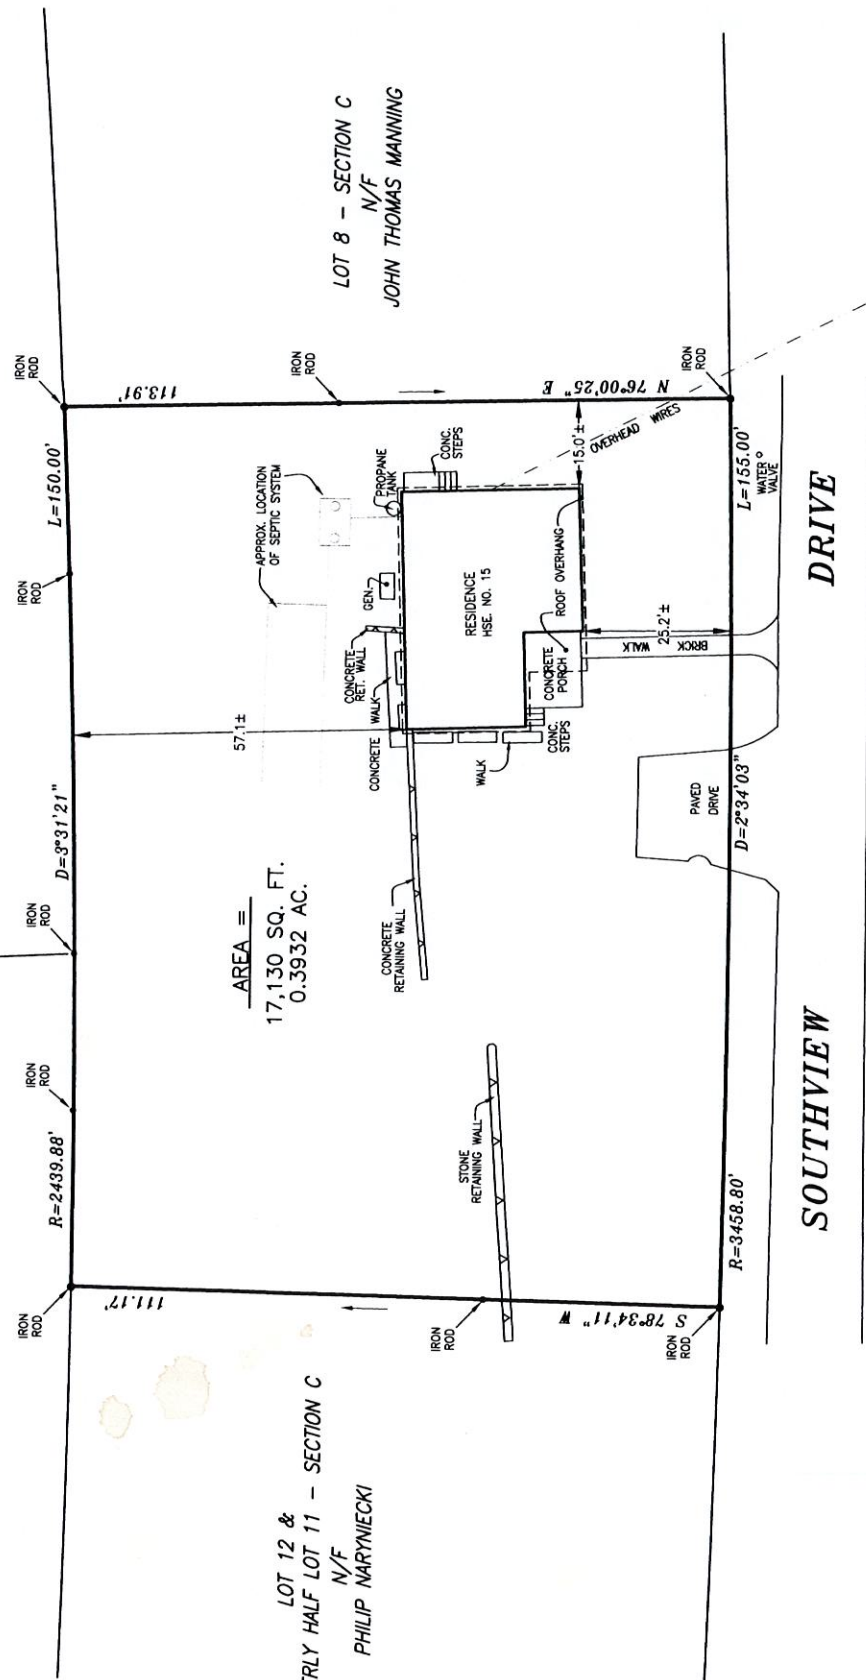 LOT 12 &
ERLY HALF LOT 11 – SECTION C
N/F
PHILIP NARYNIECKI
LOT 8 – SECTION C
N/F
JOHN THOMAS MANNING
IRON
ROD
R=2439.88'
IRON
ROD
IRON
ROD
D=3°31'21"
IRON
ROD
L=150.00'
IRON
ROD
111.17'
113.91'
IRON
ROD
AREA =
17,130 SQ. FT.
0.3932 AC.
57.1±
APPROX. LOCATION
OF SEPTIC SYSTEM
CONCRETE
RET. WALL
GEN.
PROPANE
TANK
CONCRETE
WALK
CONC.
STEPS
CONCRETE
RETAINING WALL
IRON
ROD
STONE
RETAINING WALL
WALK
RESIDENCE
HSE. NO. 15
CONC.
STEPS
CONCRETE
PORCH
ROOF OVERHANG
15.0'±
OVERHEAD WIRES
N 76°00'25" E
S 78°34'11" W
25.2'±
BRICK WALK
PAVED
DRIVE
IRON
ROD
IRON
ROD
R=3458.80'
D=2°34'03"
L=155.00'
WATER
VALVE
SOUTHVIEW DRIVE